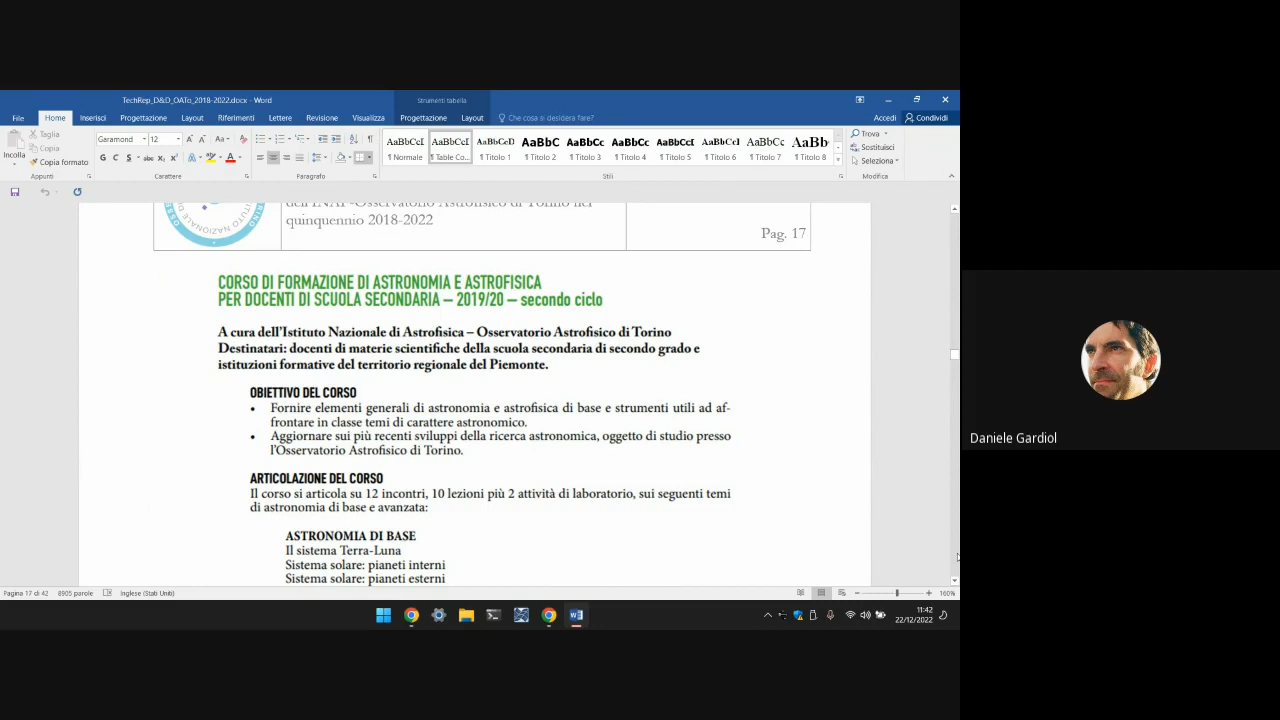 TechRep_D&D_OATo_2018-2022.docx - Word
Strumenti tabella
File Home Inserisci Progettazione Layout Riferimenti Lettere Revisione Visualizza Progettazione Layout Che cosa si desidera fare? Accedi Condividi
Incolla
Taglia
Copia
Copia formato
Appunti
Garamond 12
Carattere
Paragrafo
AaBbCcI AaBbCcI AaBbCcD AaBbC AaBbCc AaBbCc AaBbCcI AaBbCcI AaBbCc AaBb
¶ Normale ¶ Table Co... ¶ Titolo 1 ¶ Titolo 2 ¶ Titolo 3 ¶ Titolo 4 ¶ Titolo 5 ¶ Titolo 6 ¶ Titolo 7 ¶ Titolo 8
Stili
Trova
Sostituisci
Seleziona
Modifica
dell'INAF-Osservatorio Astrofisico di Torino nel
quinquennio 2018-2022
Pag. 17
CORSO DI FORMAZIONE DI ASTRONOMIA E ASTROFISICA
PER DOCENTI DI SCUOLA SECONDARIA – 2019/20 – secondo ciclo
A cura dell'Istituto Nazionale di Astrofisica – Osservatorio Astrofisico di Torino
Destinatari: docenti di materie scientifiche della scuola secondaria di secondo grado e
istituzioni formative del territorio regionale del Piemonte.
OBIETTIVO DEL CORSO
• Fornire elementi generali di astronomia e astrofisica di base e strumenti utili ad af-
frontare in classe temi di carattere astronomico.
• Aggiornare sui più recenti sviluppi della ricerca astronomica, oggetto di studio presso
l'Osservatorio Astrofisico di Torino.
ARTICOLAZIONE DEL CORSO
Il corso si articola su 12 incontri, 10 lezioni più 2 attività di laboratorio, sui seguenti temi
di astronomia di base e avanzata:
ASTRONOMIA DI BASE
Il sistema Terra-Luna
Sistema solare: pianeti interni
Sistema solare: pianeti esterni
Pagina 17 di 42 8905 parole Inglese (Stati Uniti) 160%
11:42
22/12/2022
Daniele Gardiol